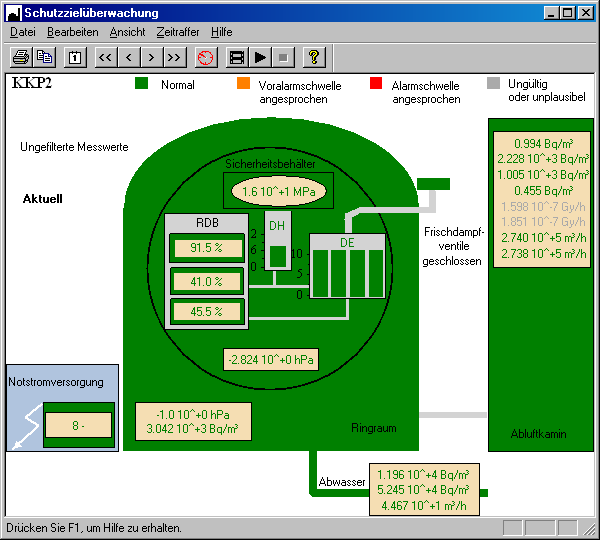 Schutzzielüberwachung
Datei Bearbeiten Ansicht Zeitraffer Hilfe
1 << < > >> ?
KKP2
Normal
Voralarmschwelle
angesprochen
Alarmschwelle
angesprochen
Ungültig
oder unplausibel
Ungefilterte Messwerte
Aktuell
Sicherheitsbehälter
1.6 10^+1 MPa
RDB
91.5 %
41.0 %
45.5 %
DH
2
6
0
DE
10
5
0
-2.824 10^+0 hPa
Frischdampf-
ventile
geschlossen
0.994 Bq/m³
2.228 10^+3 Bq/m³
1.005 10^+3 Bq/m³
0.455 Bq/m³
1.598 10^-7 Gy/h
1.851 10^-7 Gy/h
2.740 10^+5 m³/h
2.738 10^+5 m³/h
Notstromversorgung
8 -
-1.0 10^+0 hPa
3.042 10^+3 Bq/m³
Ringraum
Abluftkamin
Abwasser
1.196 10^+4 Bq/m³
5.245 10^+4 Bq/m³
4.467 10^+1 m³/h
Drücken Sie F1, um Hilfe zu erhalten.